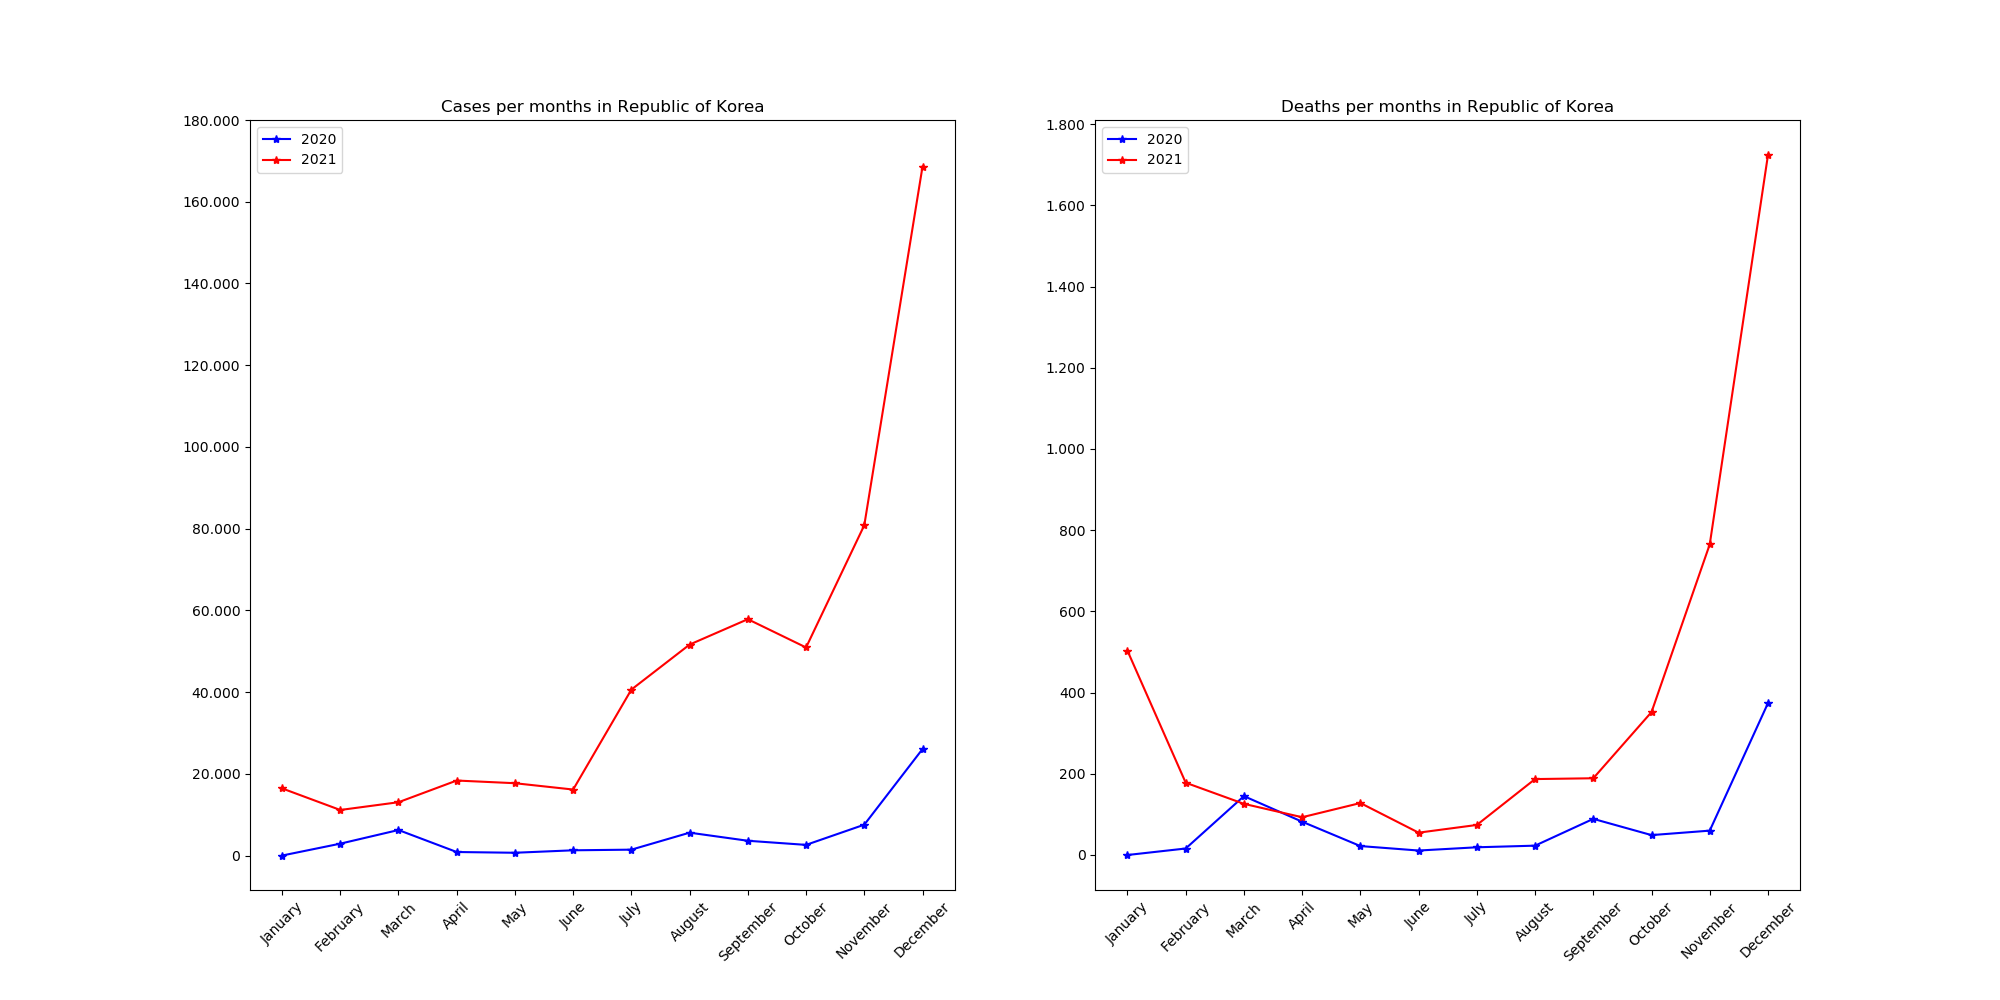 Cases per months in Republic of Korea
180.000
160.000
140.000
120.000
100.000
80.000
60.000
40.000
20.000
0
2020
2021
January
February
March
April
May
June
July
August
September
October
November
December
Deaths per months in Republic of Korea
1.800
1.600
1.400
1.200
1.000
800
600
400
200
0
2020
2021
January
February
March
April
May
June
July
August
September
October
November
December